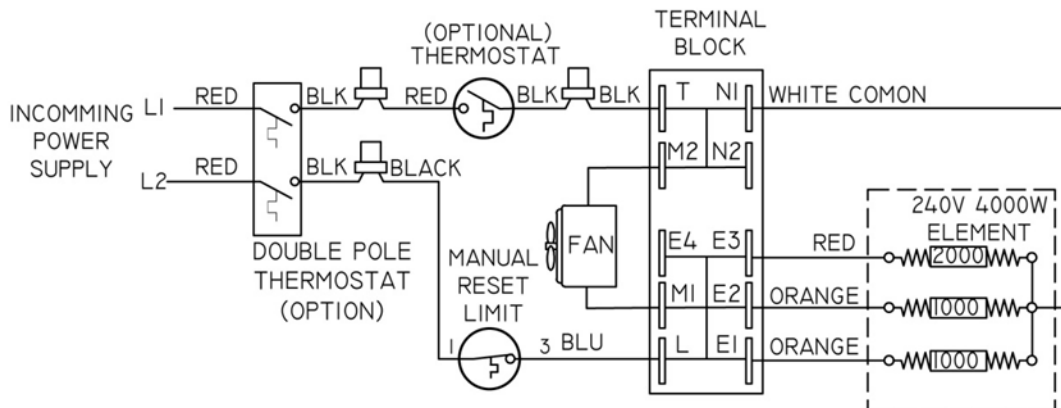 (OPTIONAL)
THERMOSTAT
TERMINAL
BLOCK
INCOMMING
POWER
SUPPLY
L1
RED
BLK
RED
BLK
BLK
T
N1
WHITE COMON
L2
RED
BLK
BLACK
M2
N2
DOUBLE POLE
THERMOSTAT
(OPTION)
MANUAL
RESET
LIMIT
FAN
E4
E3
RED
240V 4000W
ELEMENT
2000
M1
E2
ORANGE
1000
1
3
BLU
L
E1
ORANGE
1000